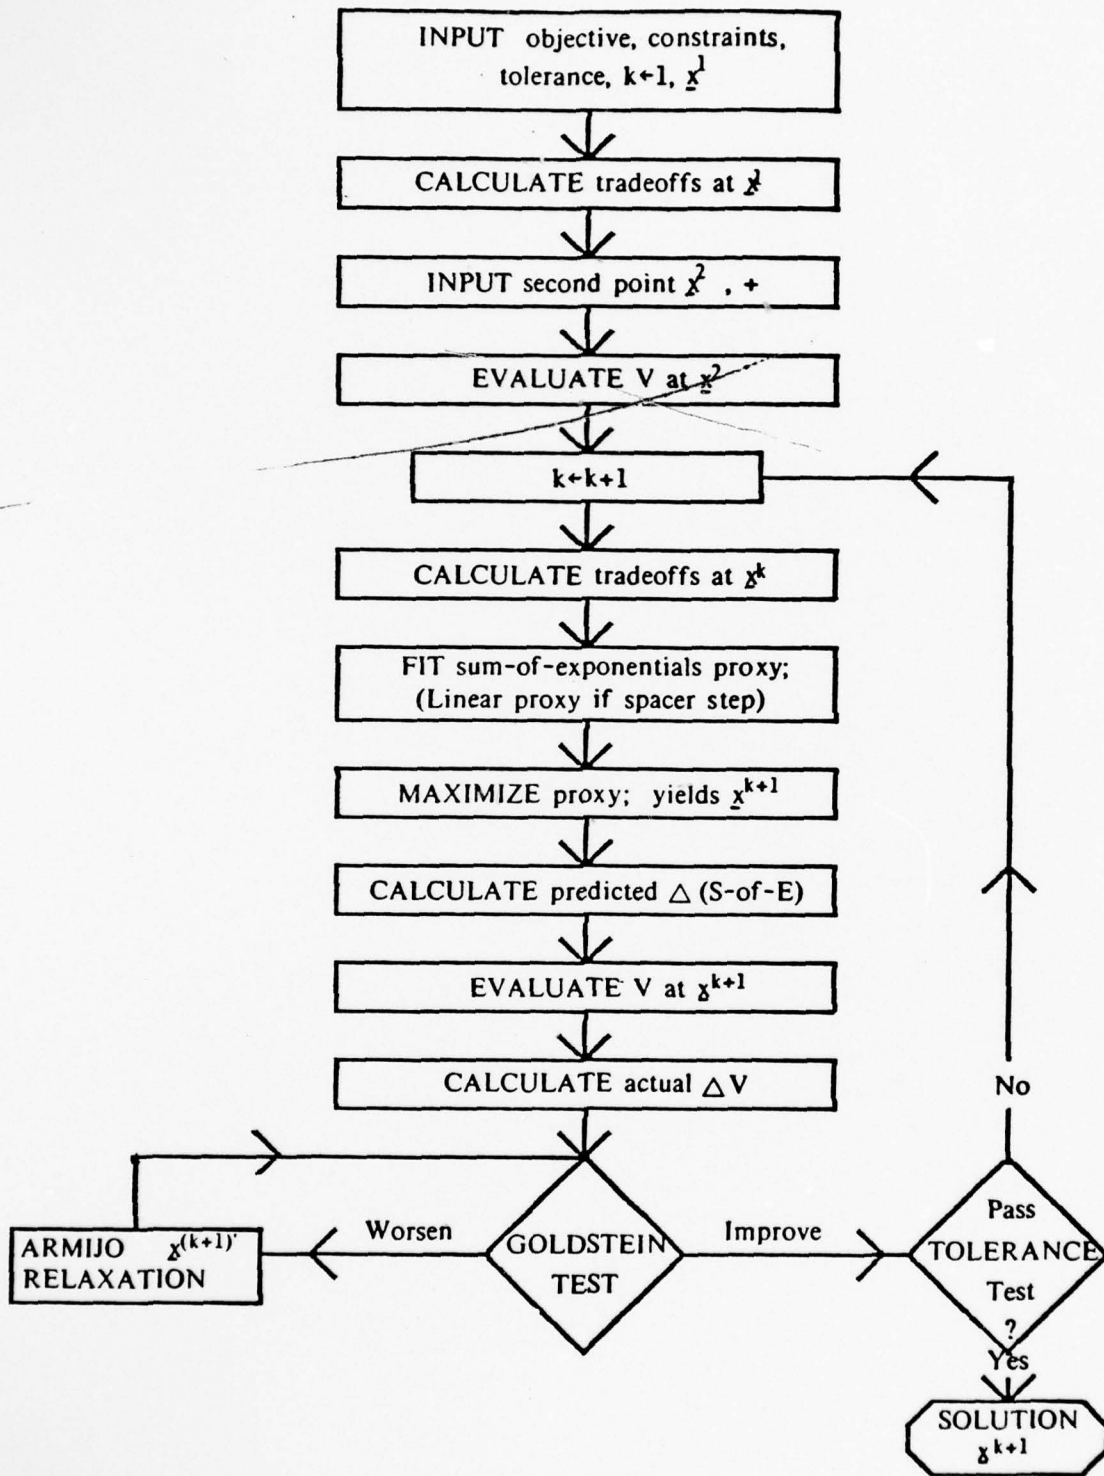 INPUT objective, constraints,
tolerance, k←1, x¹
CALCULATE tradeoffs at x¹
INPUT second point x² , +
EVALUATE V at x²
k←k+1
CALCULATE tradeoffs at xᵏ
FIT sum-of-exponentials proxy;
(Linear proxy if spacer step)
MAXIMIZE proxy; yields xᵏ⁺¹
CALCULATE predicted △ (S-of-E)
EVALUATE V at xᵏ⁺¹
CALCULATE actual △ V
No
ARMIJO x⁽ᵏ⁺¹⁾'
RELAXATION
Worsen
GOLDSTEIN
TEST
Improve
Pass
TOLERANCE
Test
?
Yes
SOLUTION
xᵏ⁺¹